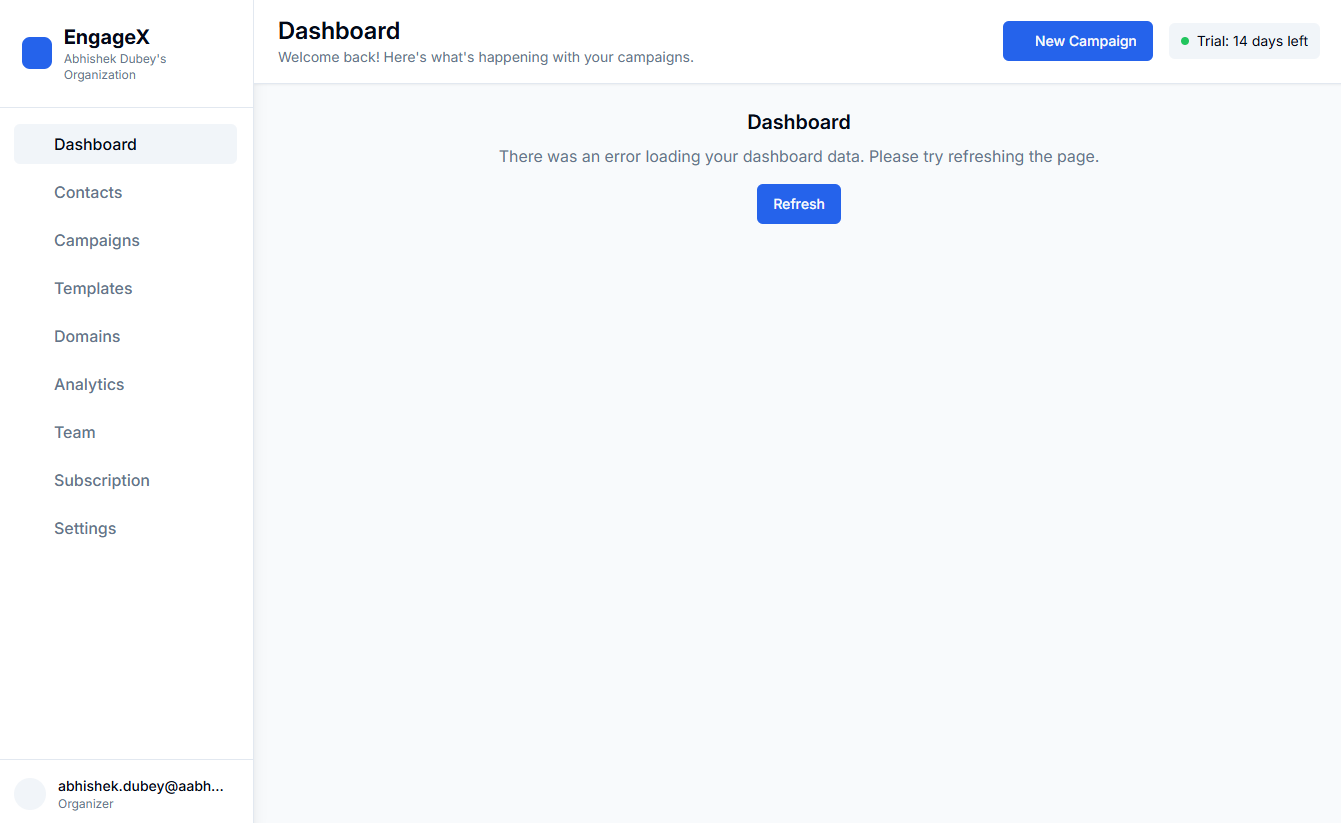 EngageX
Abhishek Dubey's
Organization
Dashboard
Contacts
Campaigns
Templates
Domains
Analytics
Team
Subscription
Settings
abhishek.dubey@aabh...
Organizer
Dashboard
Welcome back! Here's what's happening with your campaigns.
New Campaign
Trial: 14 days left
Dashboard
There was an error loading your dashboard data. Please try refreshing the page.
Refresh